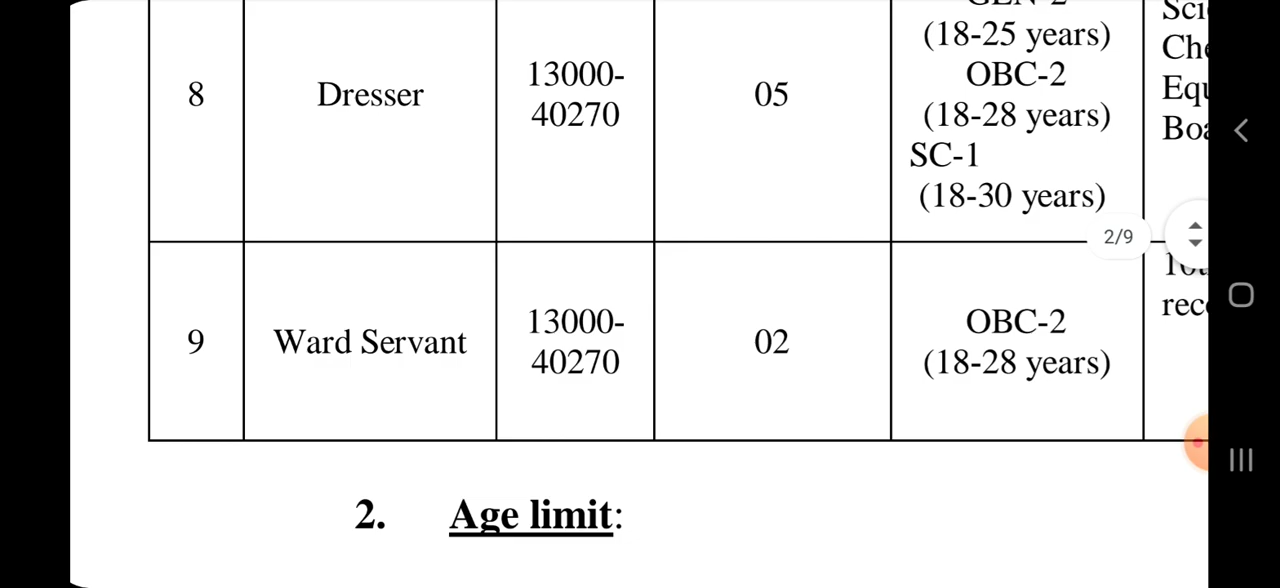 (18-25 years)
8 Dresser 13000-
40270 05 OBC-2
(18-28 years)
SC-1
(18-30 years)
2/9
9 Ward Servant 13000-
40270 02 OBC-2
(18-28 years)
2. Age limit: